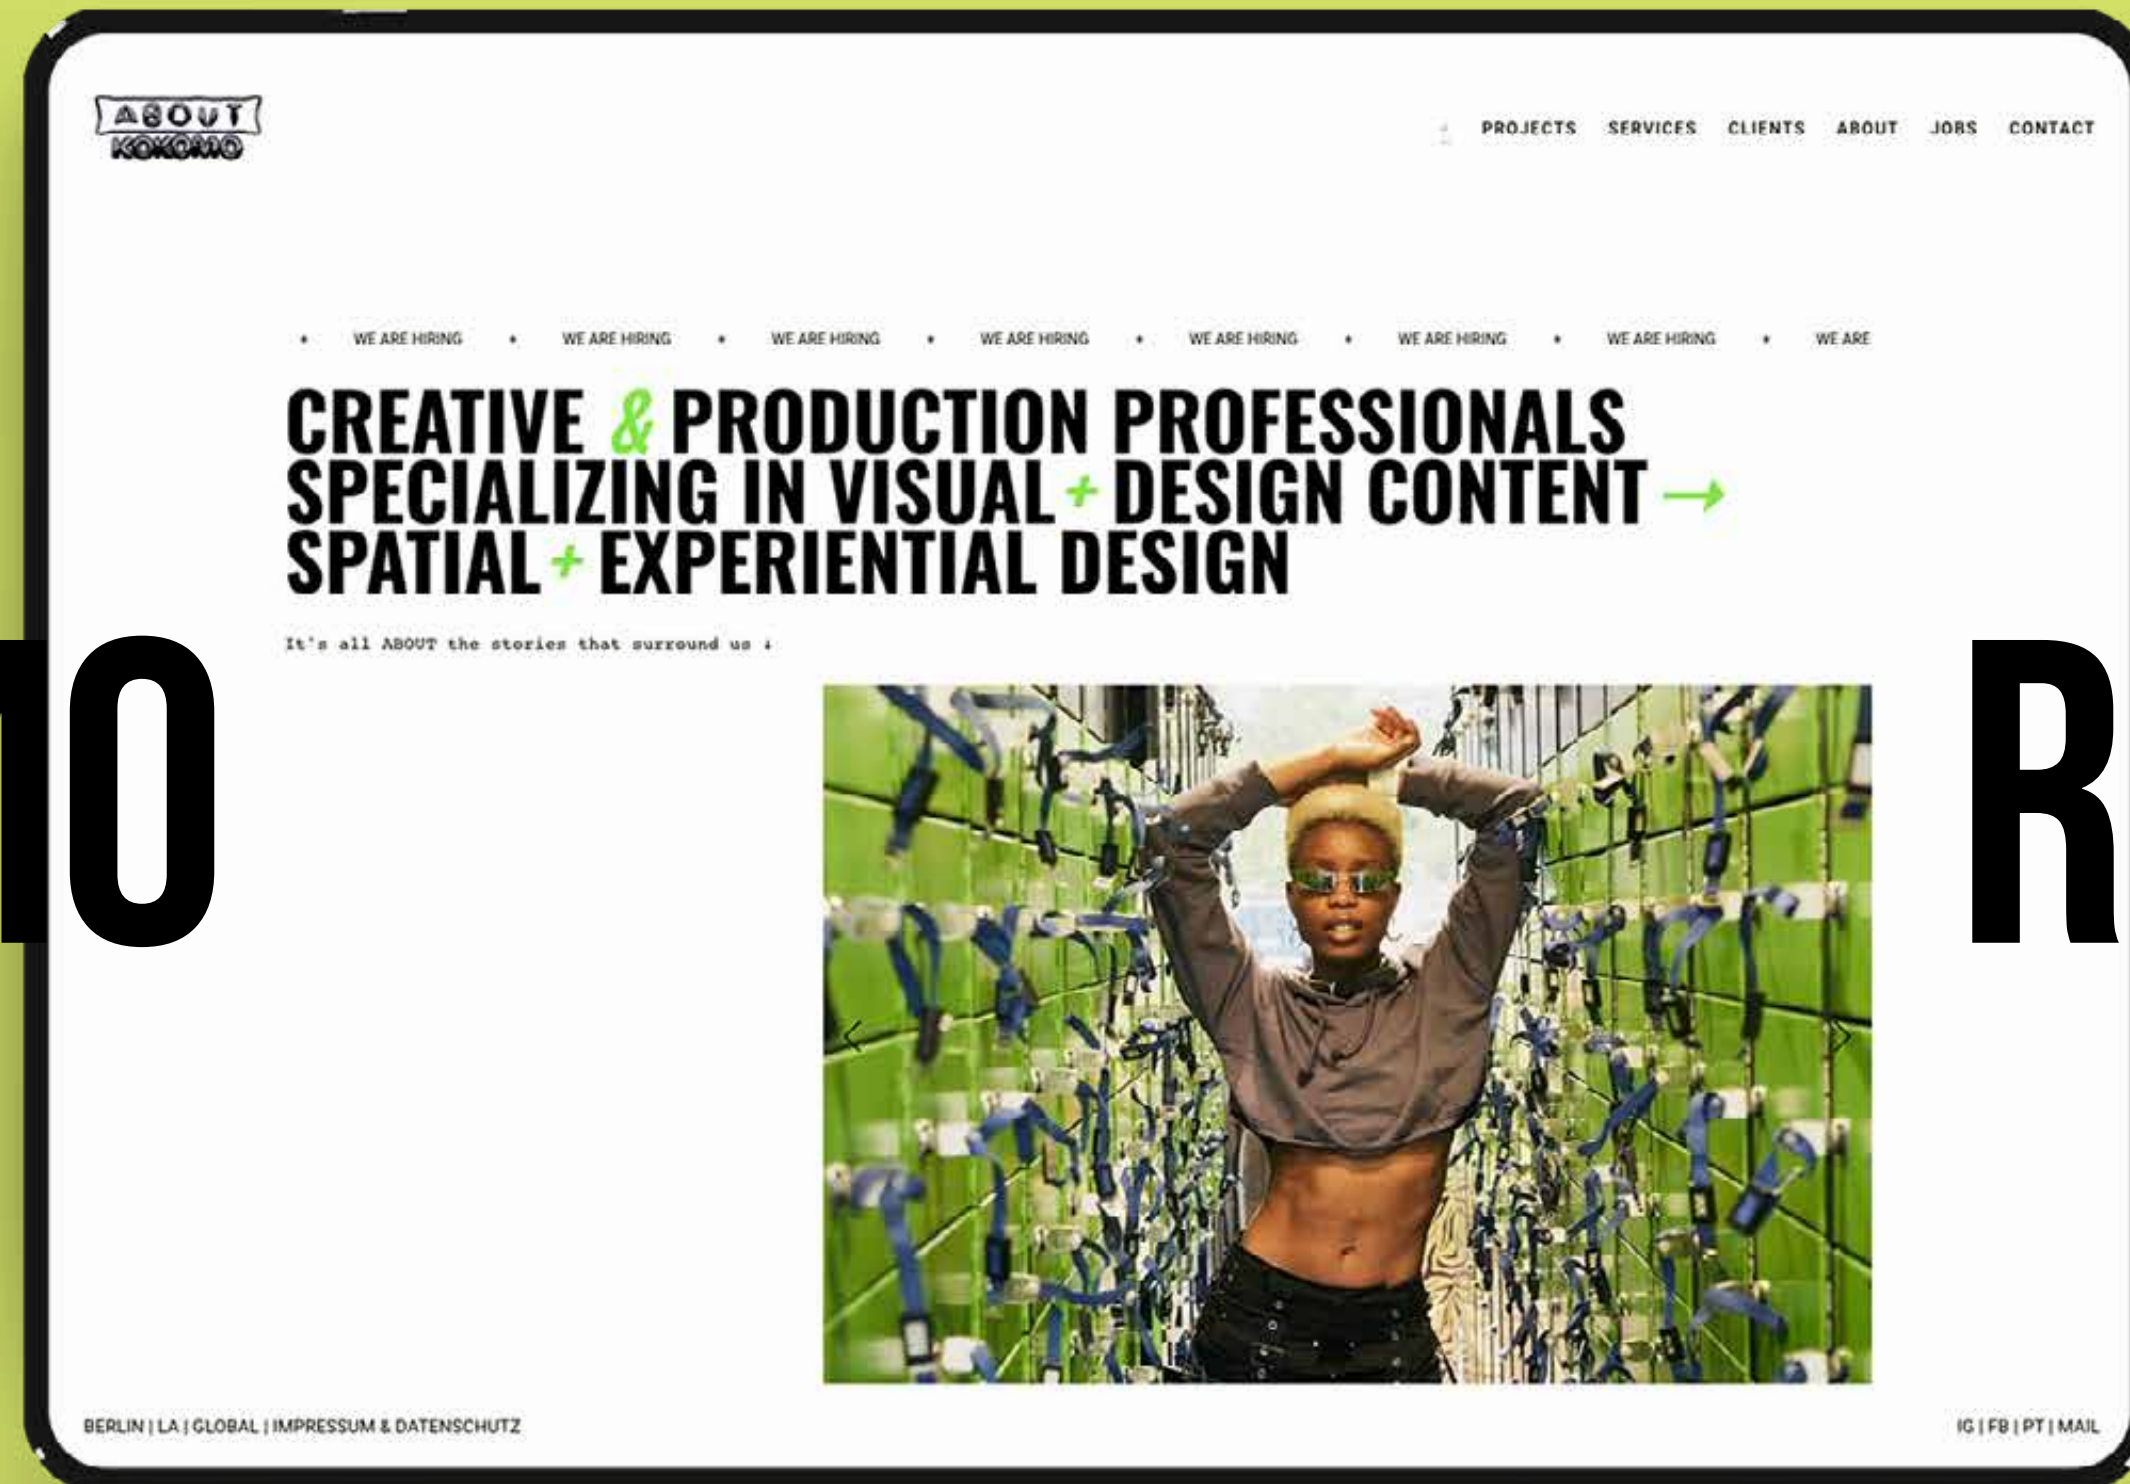 ABOUT
KOKOMO
PROJECTS SERVICES CLIENTS ABOUT JOBS CONTACT
WE ARE HIRING WE ARE HIRING WE ARE HIRING WE ARE HIRING WE ARE HIRING WE ARE HIRING WE ARE HIRING WE ARE
CREATIVE & PRODUCTION PROFESSIONALS
SPECIALIZING IN VISUAL + DESIGN CONTENT →
SPATIAL + EXPERIENTIAL DESIGN
It's all ABOUT the stories that surround us ↓
O R
BERLIN | LA | GLOBAL | IMPRESSUM & DATENSCHUTZ
IG | FB | PT | MAIL